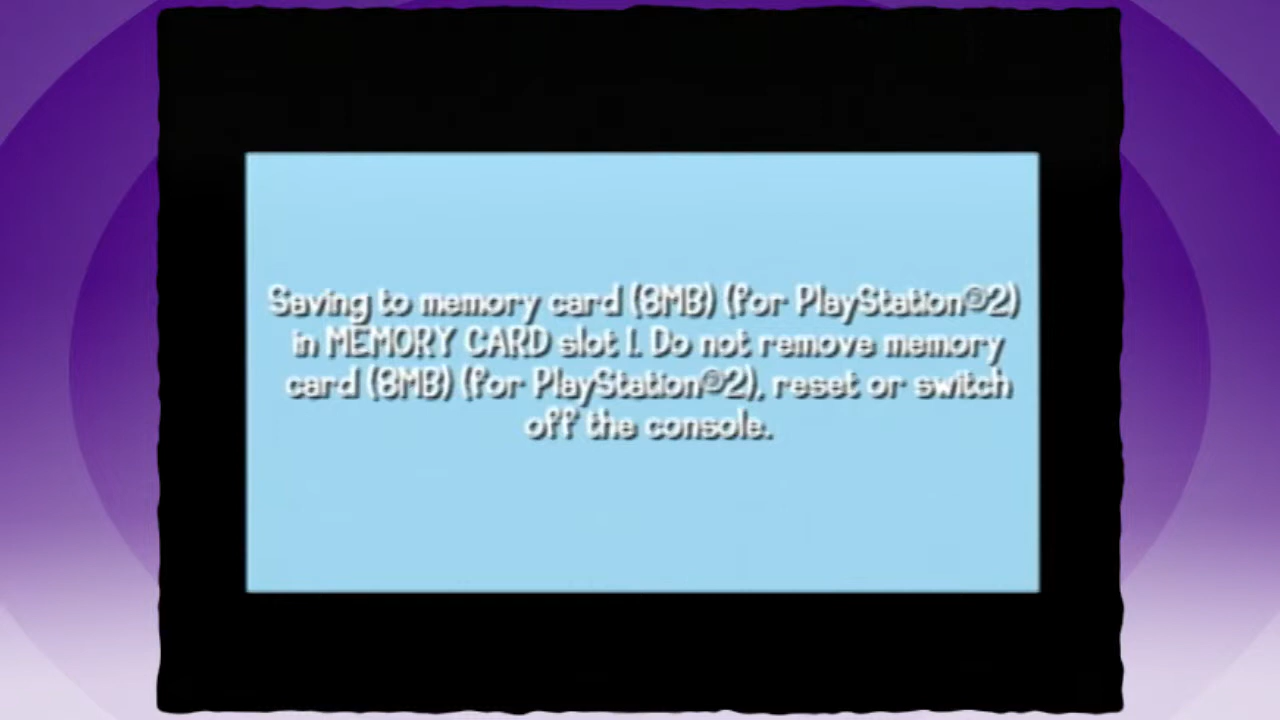 Saving to memory card (8MB) (for PlayStation®2)
in MEMORY CARD slot 1. Do not remove memory
card (8MB) (for PlayStation®2), reset or switch
off the console.